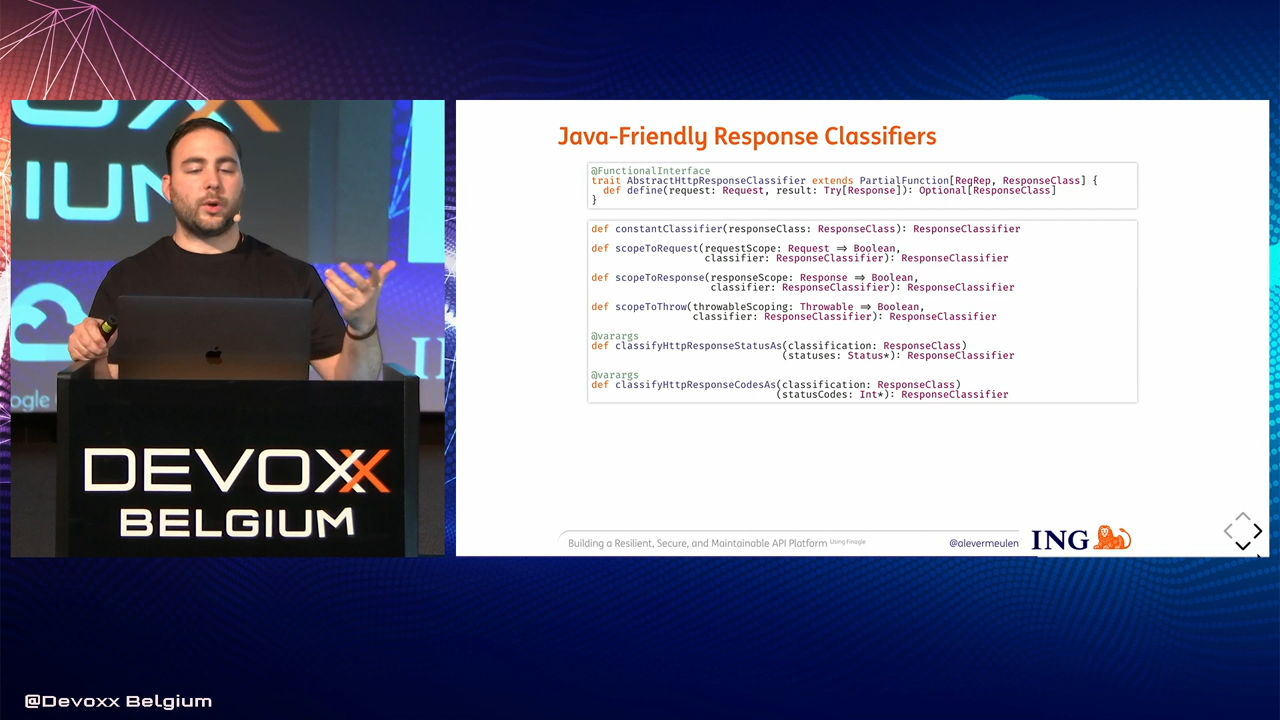 Java-Friendly Response Classifiers
@FunctionalInterface
trait AbstractHttpResponseClassifier extends PartialFunction[ReqRep, ResponseClass] {
  def define(request: Request, result: Try[Response]): Optional[ResponseClass]
}
def constantClassifier(responseClass: ResponseClass): ResponseClassifier
def scopeToRequest(requestScope: Request => Boolean,
classifier: ResponseClassifier): ResponseClassifier
def scopeToResponse(responseScope: Response => Boolean,
classifier: ResponseClassifier): ResponseClassifier
def scopeToThrow(throwableScoping: Throwable => Boolean,
classifier: ResponseClassifier): ResponseClassifier
@varargs
def classifyHttpResponseStatusAs(classification: ResponseClass)
(statuses: Status*): ResponseClassifier
@varargs
def classifyHttpResponseCodesAs(classification: ResponseClass)
(statusCodes: Int*): ResponseClassifier
Building a Resilient, Secure, and Maintainable API Platform Using Finagle
@alevermeulen
ING
DEVOXX
BELGIUM
@Devoxx Belgium